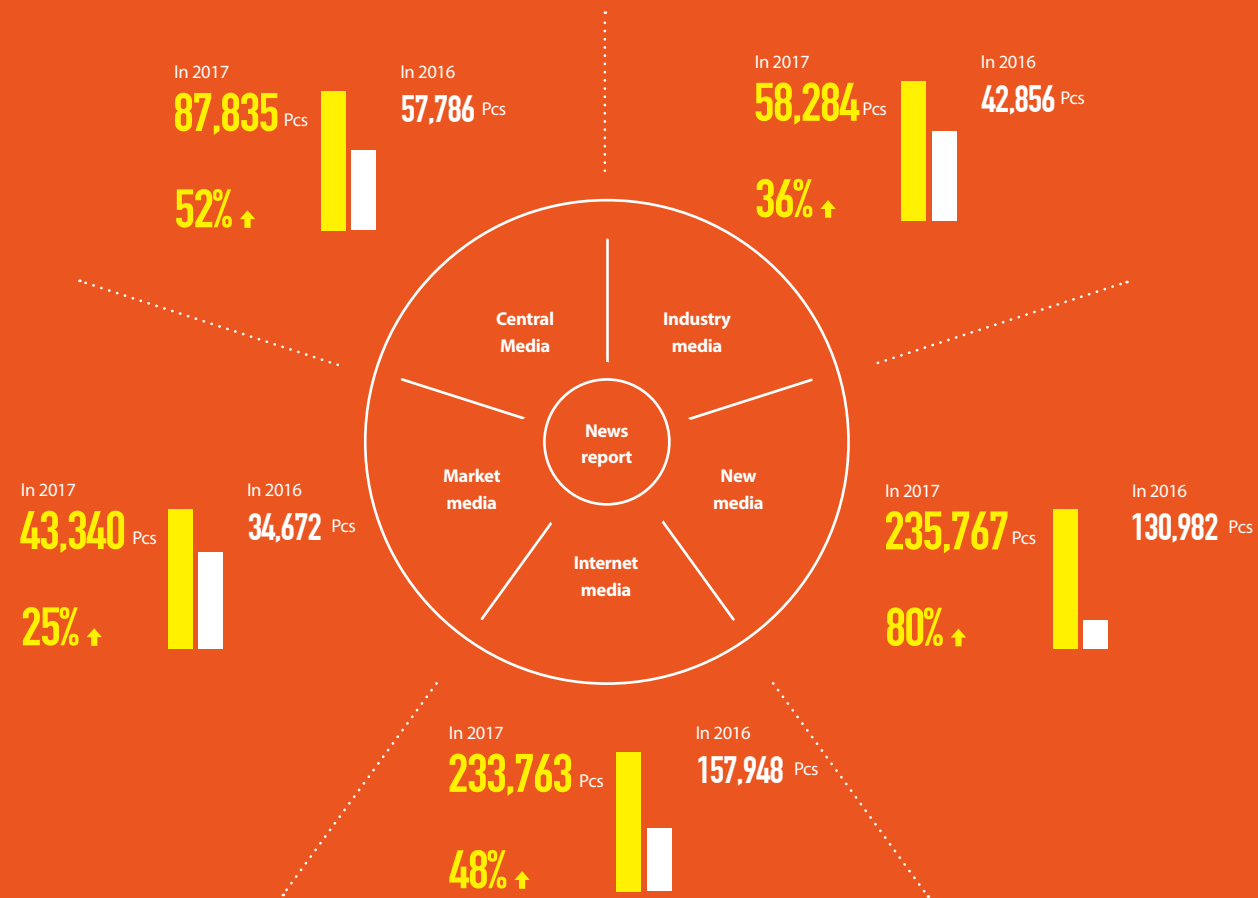 In 2017
87,835 Pcs
52%
In 2016
57,786 Pcs
In 2017
58,284 Pcs
36%
In 2016
42,856 Pcs
Central
Media
Industry
media
News
report
Market
media
New
media
Internet
media
In 2017
43,340 Pcs
25%
In 2016
34,672 Pcs
In 2017
235,767 Pcs
80%
In 2016
130,982 Pcs
In 2017
233,763 Pcs
48%
In 2016
157,948 Pcs